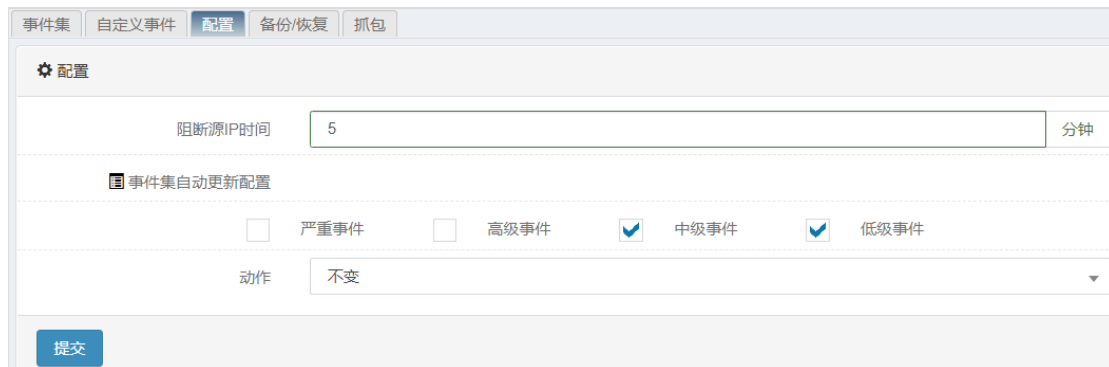 事件集 自定义事件 配置 备份/恢复 抓包
配置
阻断源IP时间 5 分钟
事件集自动更新配置
严重事件 高级事件 中级事件 低级事件
动作 不变
提交